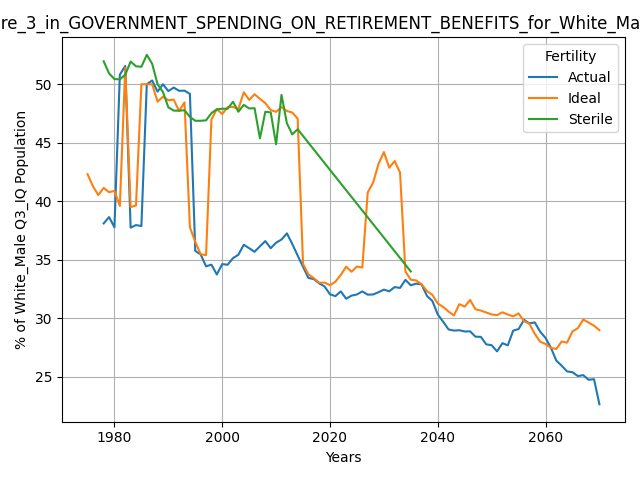 re_3_in_GOVERNMENT_SPENDING_ON_RETIREMENT_BENEFITS_for_White_Ma
Fertility
Actual
Ideal
Sterile
% of White_Male Q3_IQ Population
50
45
40
35
30
25
1980
2000
2020
2040
2060
Years